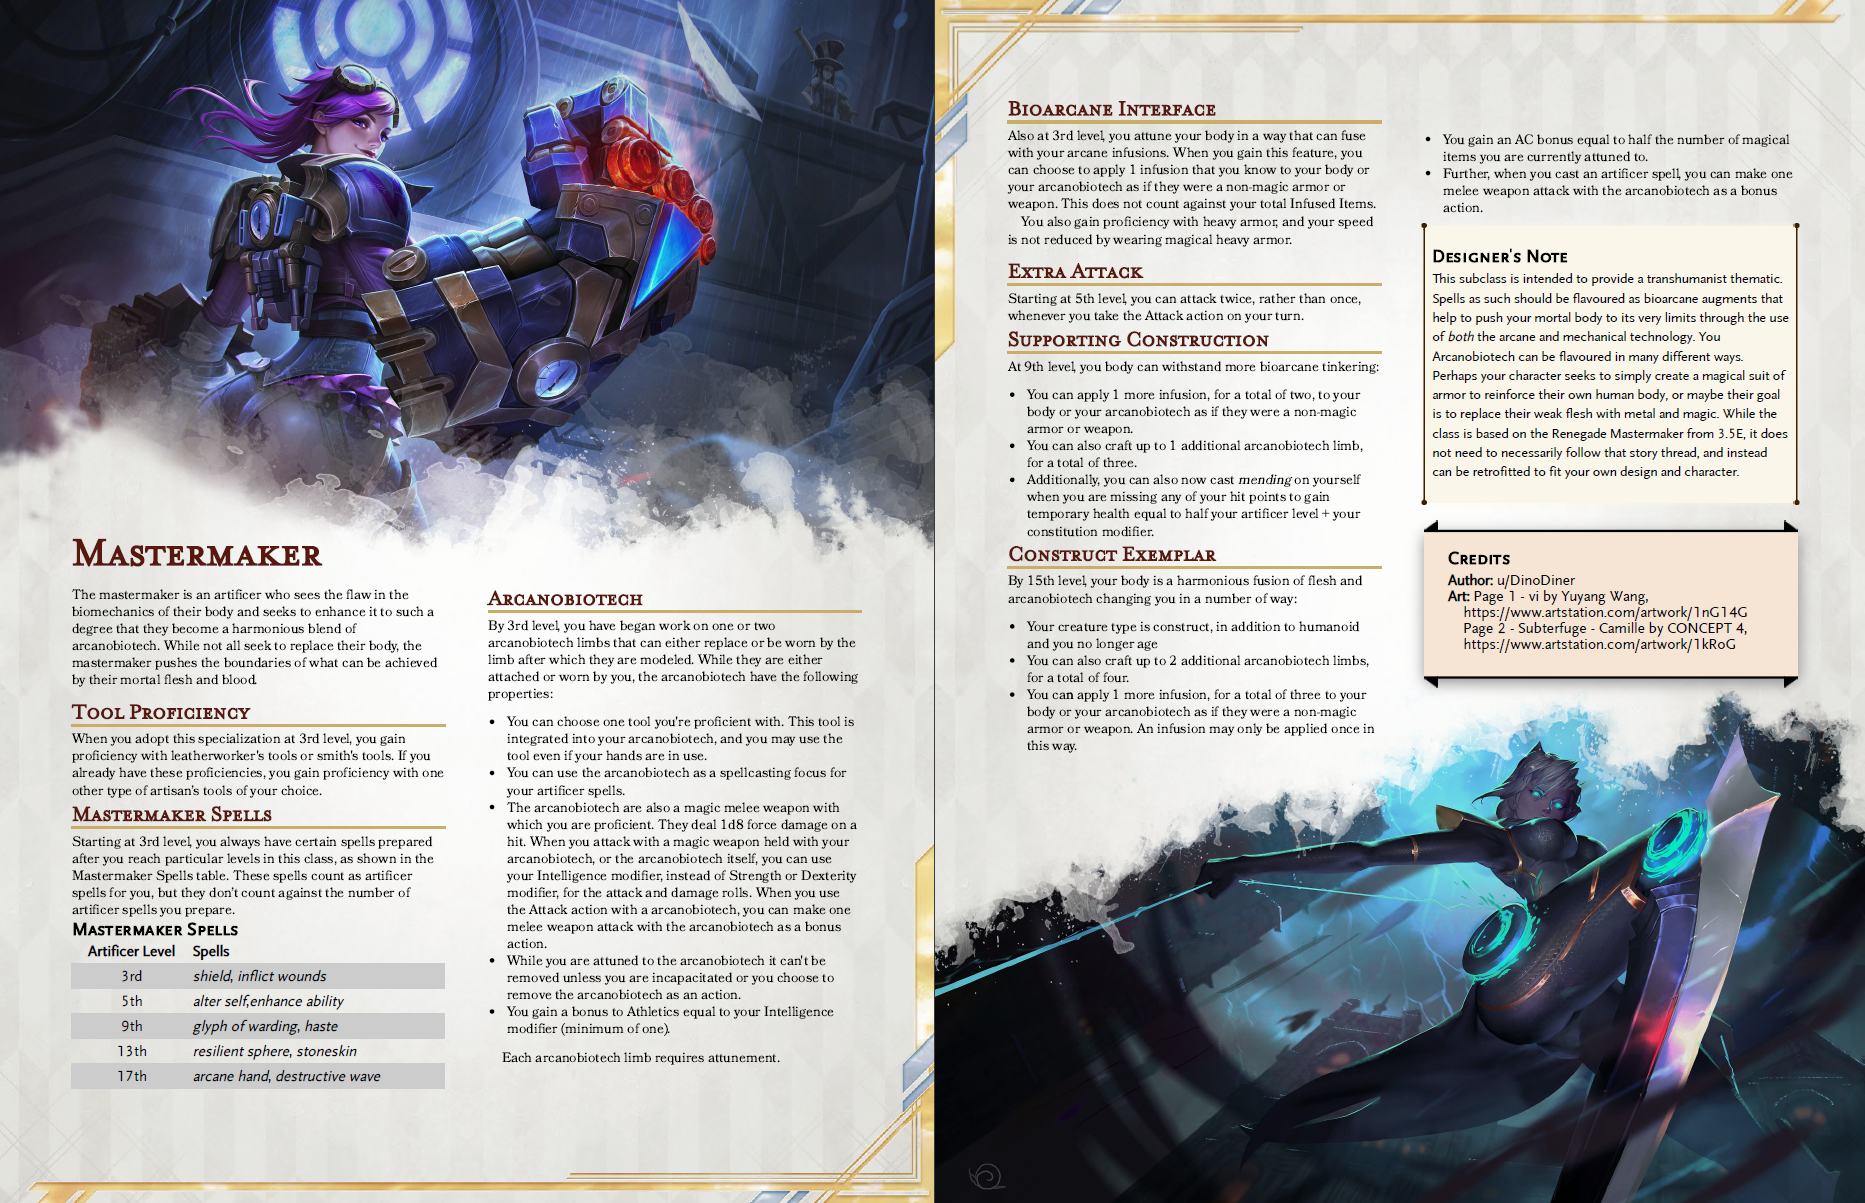 Mastermaker
The mastermaker is an artificer who sees the flaw in the
biomechanics of their body and seeks to enhance it to such a
degree that they become a harmonious blend of
arcanobiotech. While not all seek to replace their body, the
mastermaker pushes the boundaries of what can be achieved
by their mortal flesh and blood.
Tool Proficiency
When you adopt this specialization at 3rd level, you gain
proficiency with leatherworker's tools or smith's tools. If you
already have these proficiencies, you gain proficiency with one
other type of artisan's tools of your choice.
Mastermaker Spells
Starting at 3rd level, you always have certain spells prepared
after you reach particular levels in this class, as shown in the
Mastermaker Spells table. These spells count as artificer
spells for you, but they don't count against the number of
artificer spells you prepare.
Mastermaker Spells
Artificer Level Spells
3rd shield, inflict wounds
5th alter self,enhance ability
9th glyph of warding, haste
13th resilient sphere, stoneskin
17th arcane hand, destructive wave
Arcanobiotech
By 3rd level, you have began work on one or two
arcanobiotech limbs that can either replace or be worn by the
limb after which they are modeled. While they are either
attached or worn by you, the arcanobiotech have the following
properties:
• You can choose one tool you're proficient with. This tool is
integrated into your arcanobiotech, and you may use the
tool even if your hands are in use.
• You can use the arcanobiotech as a spellcasting focus for
your artificer spells.
• The arcanobiotech are also a magic melee weapon with
which you are proficient. They deal 1d8 force damage on a
hit. When you attack with a magic weapon held with your
arcanobiotech, or the arcanobiotech itself, you can use
your Intelligence modifier, instead of Strength or Dexterity
modifier, for the attack and damage rolls. When you use
the Attack action with a arcanobiotech, you can make one
melee weapon attack with the arcanobiotech as a bonus
action.
• While you are attuned to the arcanobiotech it can't be
removed unless you are incapacitated or you choose to
remove the arcanobiotech as an action.
• You gain a bonus to Athletics equal to your Intelligence
modifier (minimum of one).
Each arcanobiotech limb requires attunement.
Bioarcane Interface
Also at 3rd level, you attune your body in a way that can fuse
with your arcane infusions. When you gain this feature, you
can choose to apply 1 infusion that you know to your body or
your arcanobiotech as if they were a non-magic armor or
weapon. This does not count against your total Infused Items.
You also gain proficiency with heavy armor, and your speed
is not reduced by wearing magical heavy armor.
Extra Attack
Starting at 5th level, you can attack twice, rather than once,
whenever you take the Attack action on your turn.
Supporting Construction
At 9th level, you body can withstand more bioarcane tinkering:
• You can apply 1 more infusion, for a total of two, to your
body or your arcanobiotech as if they were a non-magic
armor or weapon.
• You can also craft up to 1 additional arcanobiotech limb,
for a total of three.
• Additionally, you can also now cast mending on yourself
when you are missing any of your hit points to gain
temporary health equal to half your artificer level + your
constitution modifier.
Construct Exemplar
By 15th level, your body is a harmonious fusion of flesh and
arcanobiotech changing you in a number of way:
• Your creature type is construct, in addition to humanoid
and you no longer age
• You can also craft up to 2 additional arcanobiotech limbs,
for a total of four.
• You can apply 1 more infusion, for a total of three to your
body or your arcanobiotech as if they were a non-magic
armor or weapon. An infusion may only be applied once in
this way.
• You gain an AC bonus equal to half the number of magical
items you are currently attuned to.
• Further, when you cast an artificer spell, you can make one
melee weapon attack with the arcanobiotech as a bonus
action.
Designer's Note
This subclass is intended to provide a transhumanist thematic.
Spells as such should be flavoured as bioarcane augments that
help to push your mortal body to its very limits through the use
of both the arcane and mechanical technology. You
Arcanobiotech can be flavoured in many different ways.
Perhaps your character seeks to simply create a magical suit of
armor to reinforce their own human body, or maybe their goal
is to replace their weak flesh with metal and magic. While the
class is based on the Renegade Mastermaker from 3.5E, it does
not need to necessarily follow that story thread, and instead
can be retrofitted to fit your own design and character.
Credits
Author: u/DinoDiner
Art: Page 1 - vi by Yuyang Wang,
https://www.artstation.com/artwork/1nG14G
Page 2 - Subterfuge - Camille by CONCEPT 4,
https://www.artstation.com/artwork/1kRoG